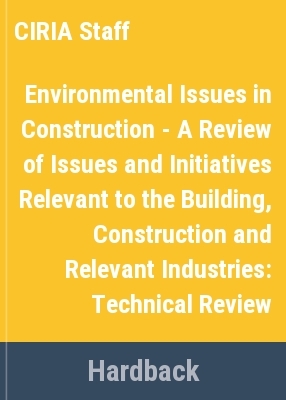 CIRIA Staff
Environmental Issues in
Construction - A Review
of Issues and Initiatives
Relevant to the Building,
Construction and
Relevant Industries:
Technical Review
Hardback